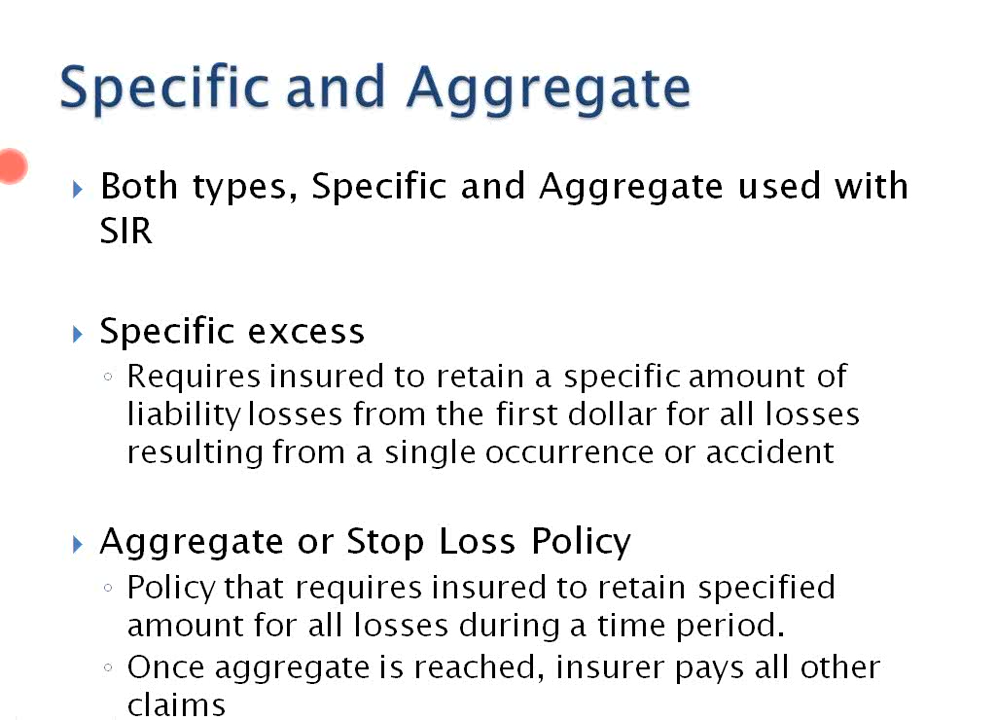 Specific and Aggregate
Both types, Specific and Aggregate used with
SIR
Specific excess
Requires insured to retain a specific amount of
liability losses from the first dollar for all losses
resulting from a single occurrence or accident
Aggregate or Stop Loss Policy
Policy that requires insured to retain specified
amount for all losses during a time period.
Once aggregate is reached, insurer pays all other
claims